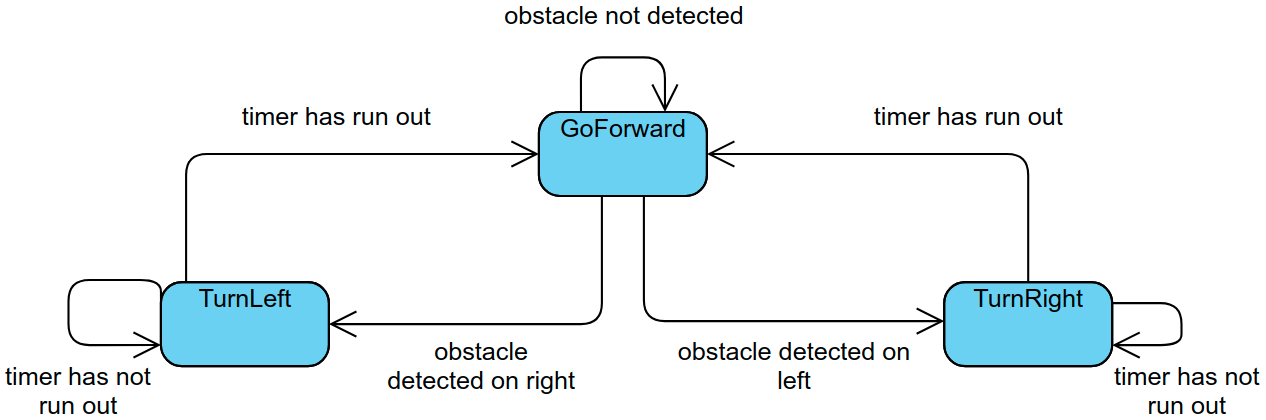 obstacle not detected
timer has run out
GoForward
timer has run out
TurnLeft
TurnRight
obstacle
detected on right
obstacle detected on
left
timer has not
run out
timer has not
run out